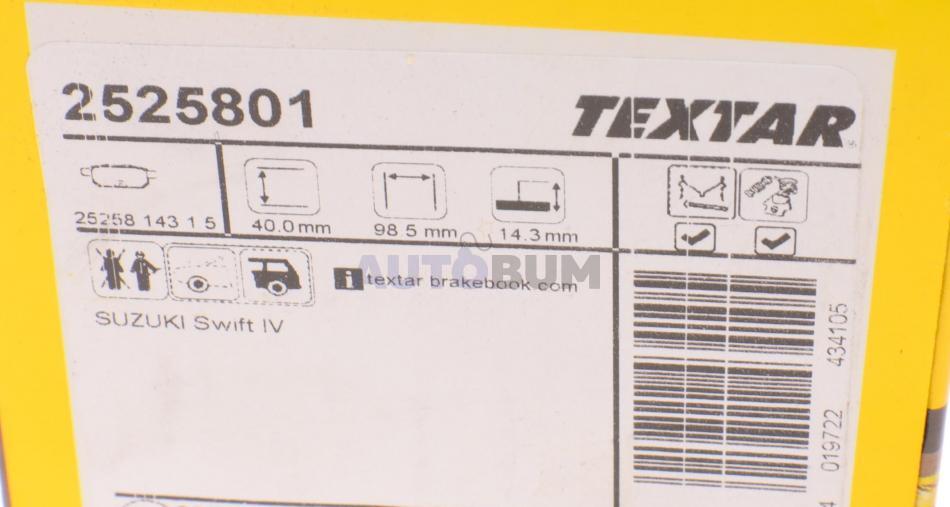 2525801
TEXTAR
25258 143 1 5
40.0 mm
98.5 mm
14.3 mm
textar brakebook.com
AUTOBUM
SUZUKI Swift IV
434105
019722
4